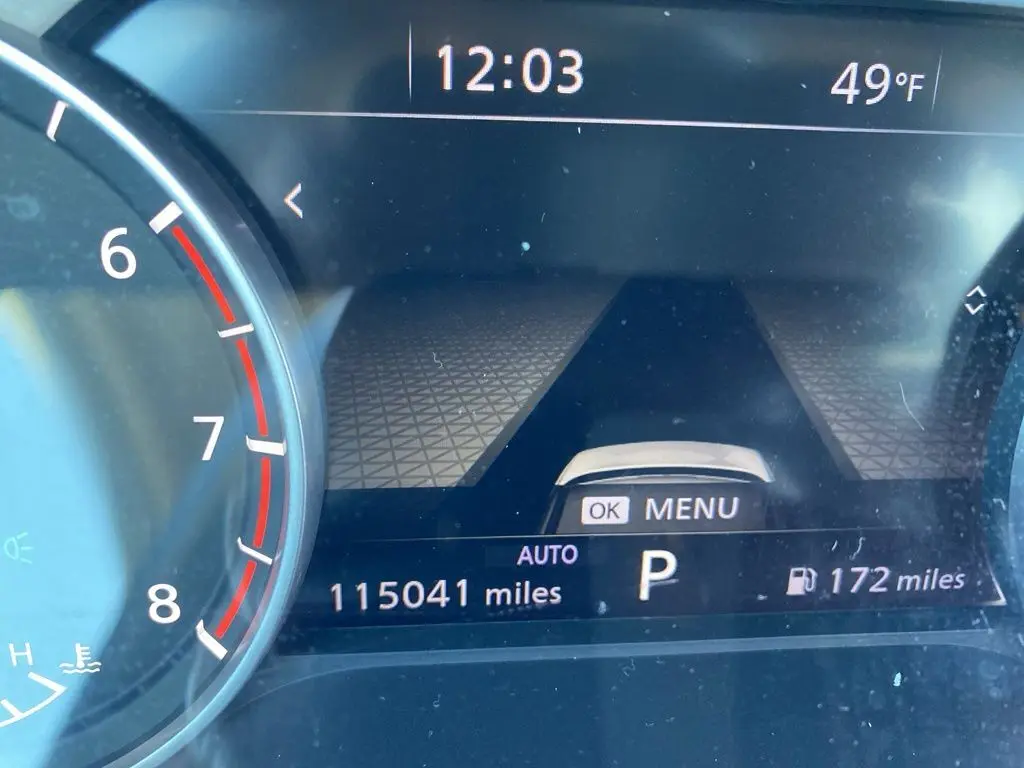 12:03
49°F
6
7
8
H
OK MENU
AUTO
115041 miles
P
172 miles